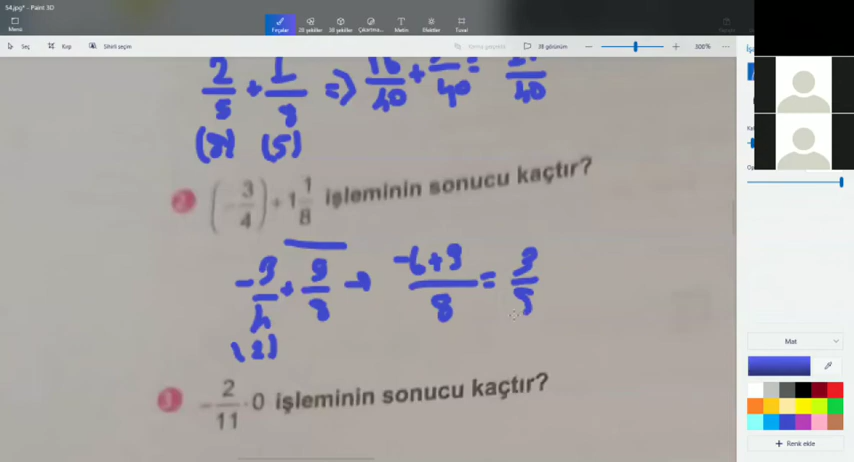 54.jpg* - Paint 3D
Menü
Fırçalar
2B şekiller
3B şekiller
Çıkartma...
Metin
Efektler
Tuval
Seç
Kırp
Sihirli seçim
3B görünüm
300%
2/5 + 1/8 => 16/40 + /40 = /40
(8) (5)
2 (-3/4) + 1 1/8 işleminin sonucu kaçtır?
-3/4 + 9/8 → -6+9/8 = 3/8
(2)
3 -2/11 · 0 işleminin sonucu kaçtır?
Mat
Renk ekle